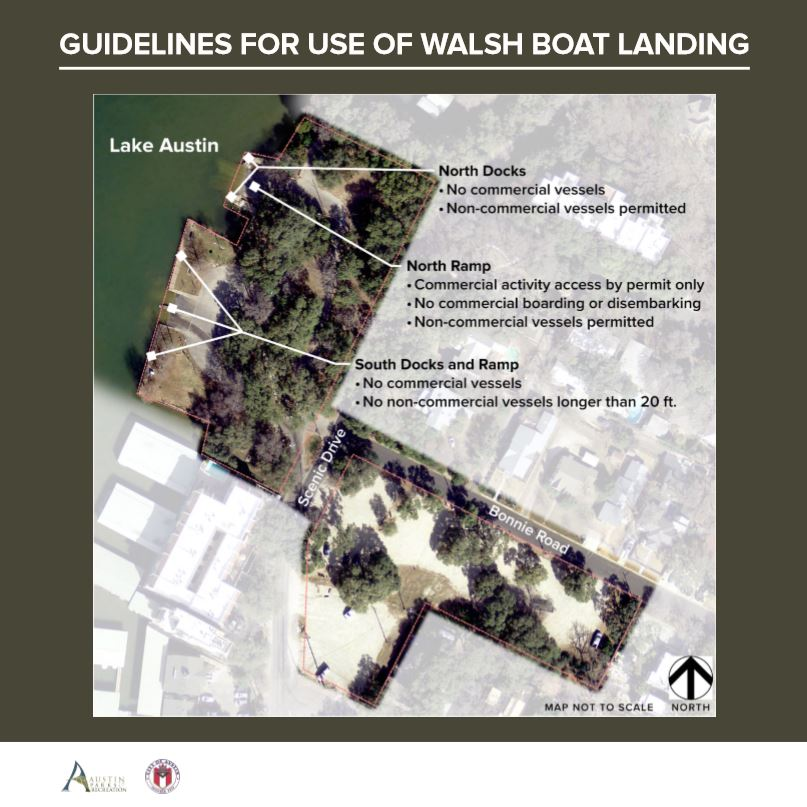 GUIDELINES FOR USE OF WALSH BOAT LANDING
Lake Austin
North Docks
• No commercial vessels
• Non-commercial vessels permitted
North Ramp
• Commercial activity access by permit only
• No commercial boarding or disembarking
• Non-commercial vessels permitted
South Docks and Ramp
• No commercial vessels
• No non-commercial vessels longer than 20 ft.
Scenic Drive
Bonnie Road
MAP NOT TO SCALE
NORTH
AUSTIN
PARKS
RECREATION